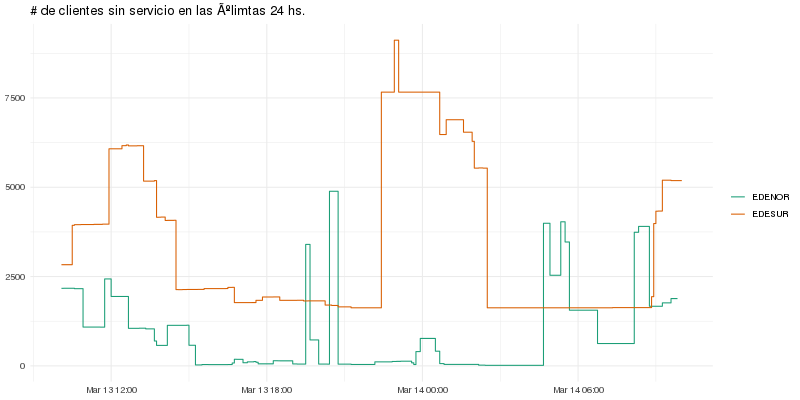 # de clientes sin servicio en las Ãºlimtas 24 hs.
7500
5000
2500
0
Mar 13 12:00
Mar 13 18:00
Mar 14 00:00
Mar 14 06:00
EDENOR
EDESUR